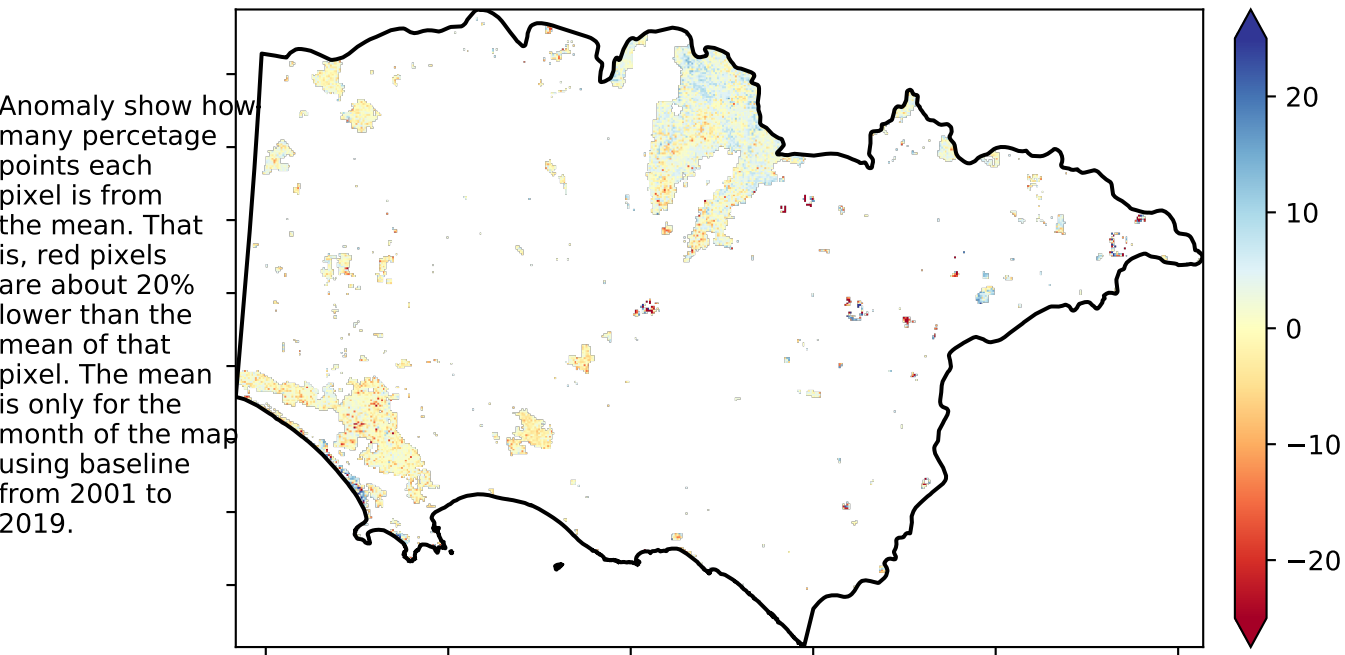 Anomaly show how
many percetage
points each
pixel is from
the mean. That
is, red pixels
are about 20%
lower than the
mean of that
pixel. The mean
is only for the
month of the map
using baseline
from 2001 to
2019.
20
10
0
−10
−20